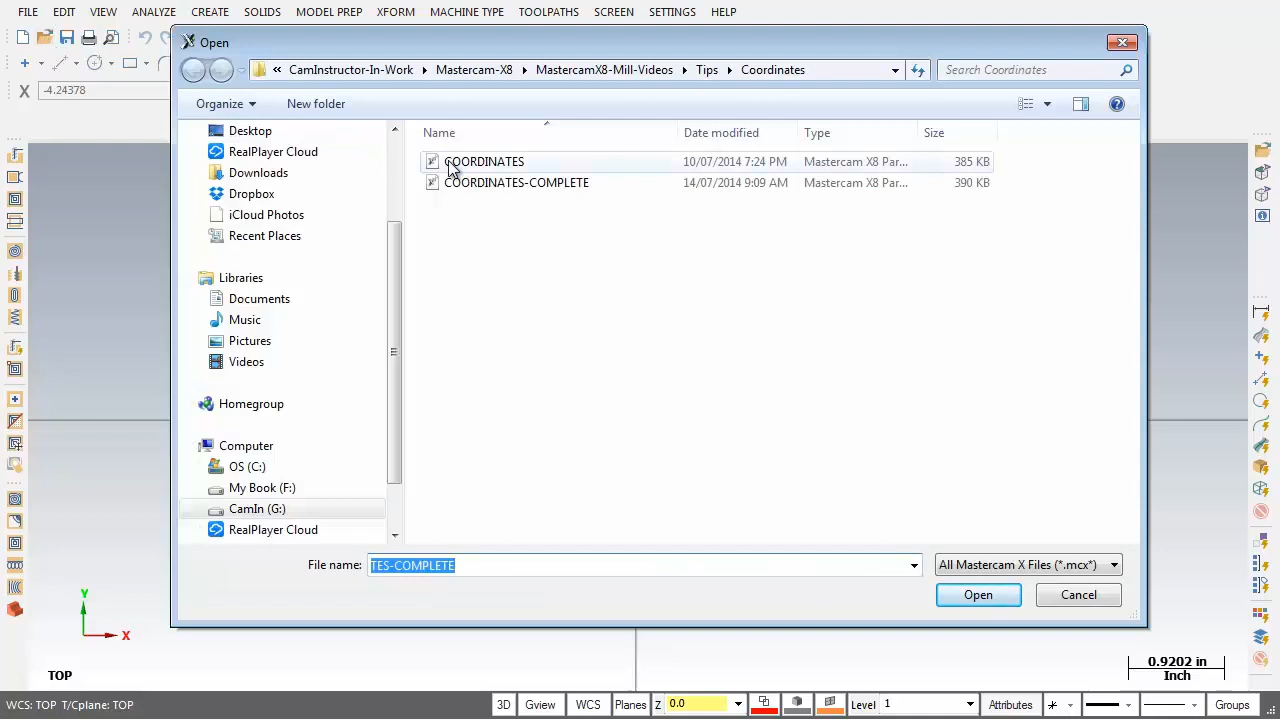 FILE EDIT VIEW ANALYZE CREATE SOLIDS MODEL PREP XFORM MACHINE TYPE TOOLPATHS SCREEN SETTINGS HELP
Open
« CamInstructor-In-Work Mastercam-X8 MastercamX8-Mill-Videos Tips Coordinates Search Coordinates
X -4.24378
Organize New folder
Name Date modified Type Size
Desktop
RealPlayer Cloud
Downloads
Dropbox
iCloud Photos
Recent Places
Libraries
Documents
Music
Pictures
Videos
Homegroup
Computer
OS (C:)
My Book (F:)
CamIn (G:)
RealPlayer Cloud
COORDINATES 10/07/2014 7:24 PM Mastercam X8 Par... 385 KB
COORDINATES-COMPLETE 14/07/2014 9:09 AM Mastercam X8 Par... 390 KB
File name: TES-COMPLETE All Mastercam X Files (*.mcx*)
Open Cancel
Y
X
TOP
0.9202 in
Inch
WCS: TOP T/Cplane: TOP 3D Gview WCS Planes Z 0.0 Level 1 Attributes Groups